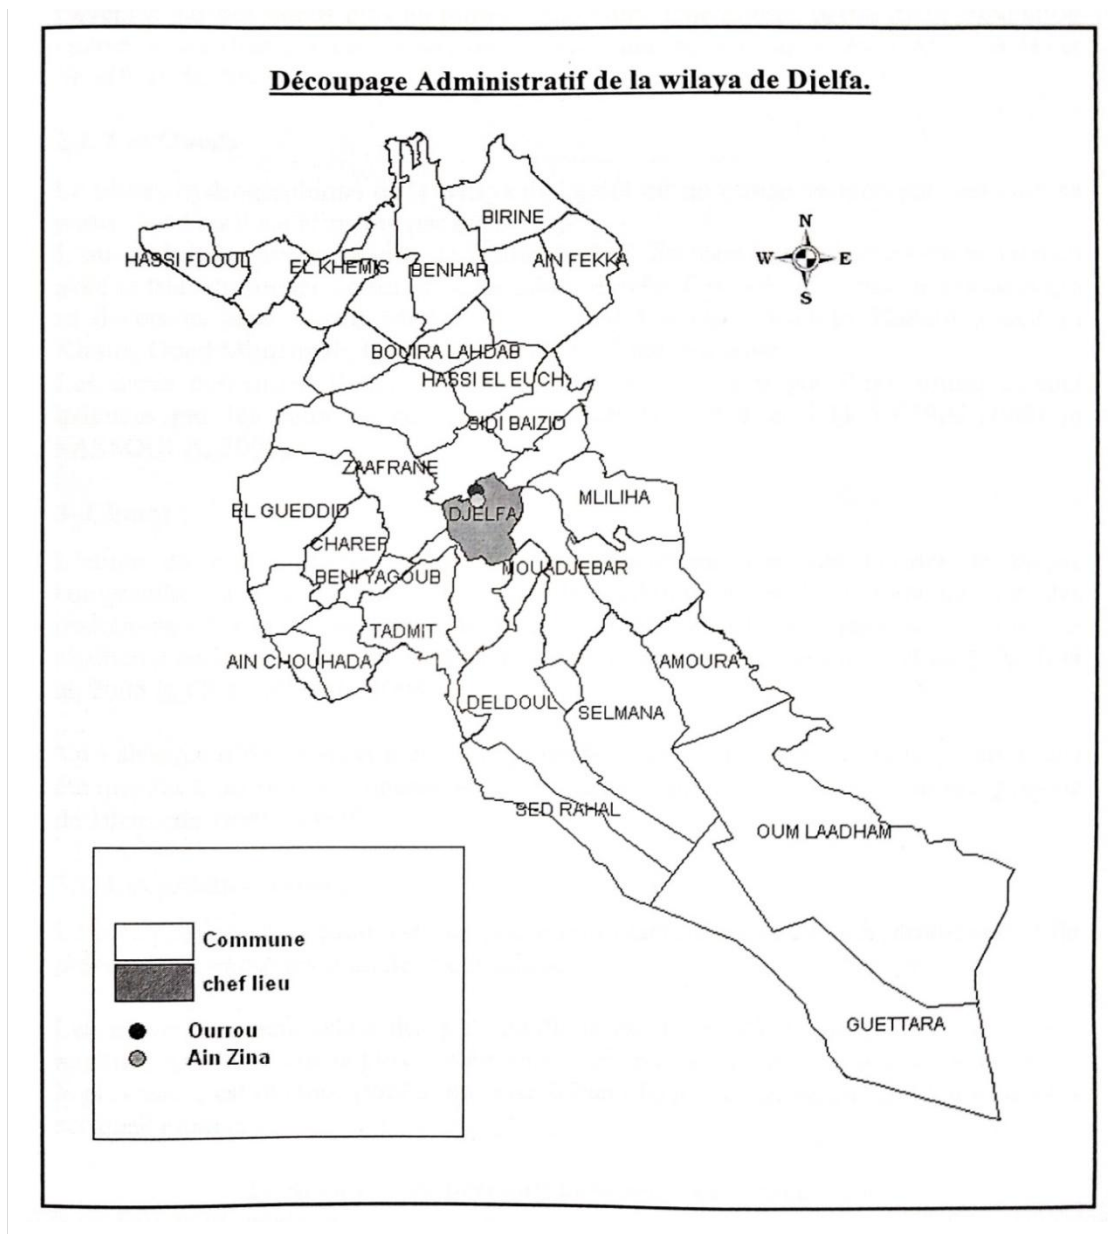 Découpage Administratif de la wilaya de Djelfa.
N
W E
S
BIRINE
HASSI FDOUL
EL KHEMIS
BENHAR
AIN FEKKA
BOUIRA LAHDAB
HASSI EL EUCH
SIDI BAIZID
ZAAFRANE
MLILIHA
EL GUEDDID
DJELFA
CHAREF
MOUADJEBAR
BENI YAGOUB
TADMIT
AIN CHOUHADA
AMOURA
DELDOUL
SELMANA
SED RAHAL
OUM LAADHAM
GUETTARA
Commune
chef lieu
Ourrou
Ain Zina